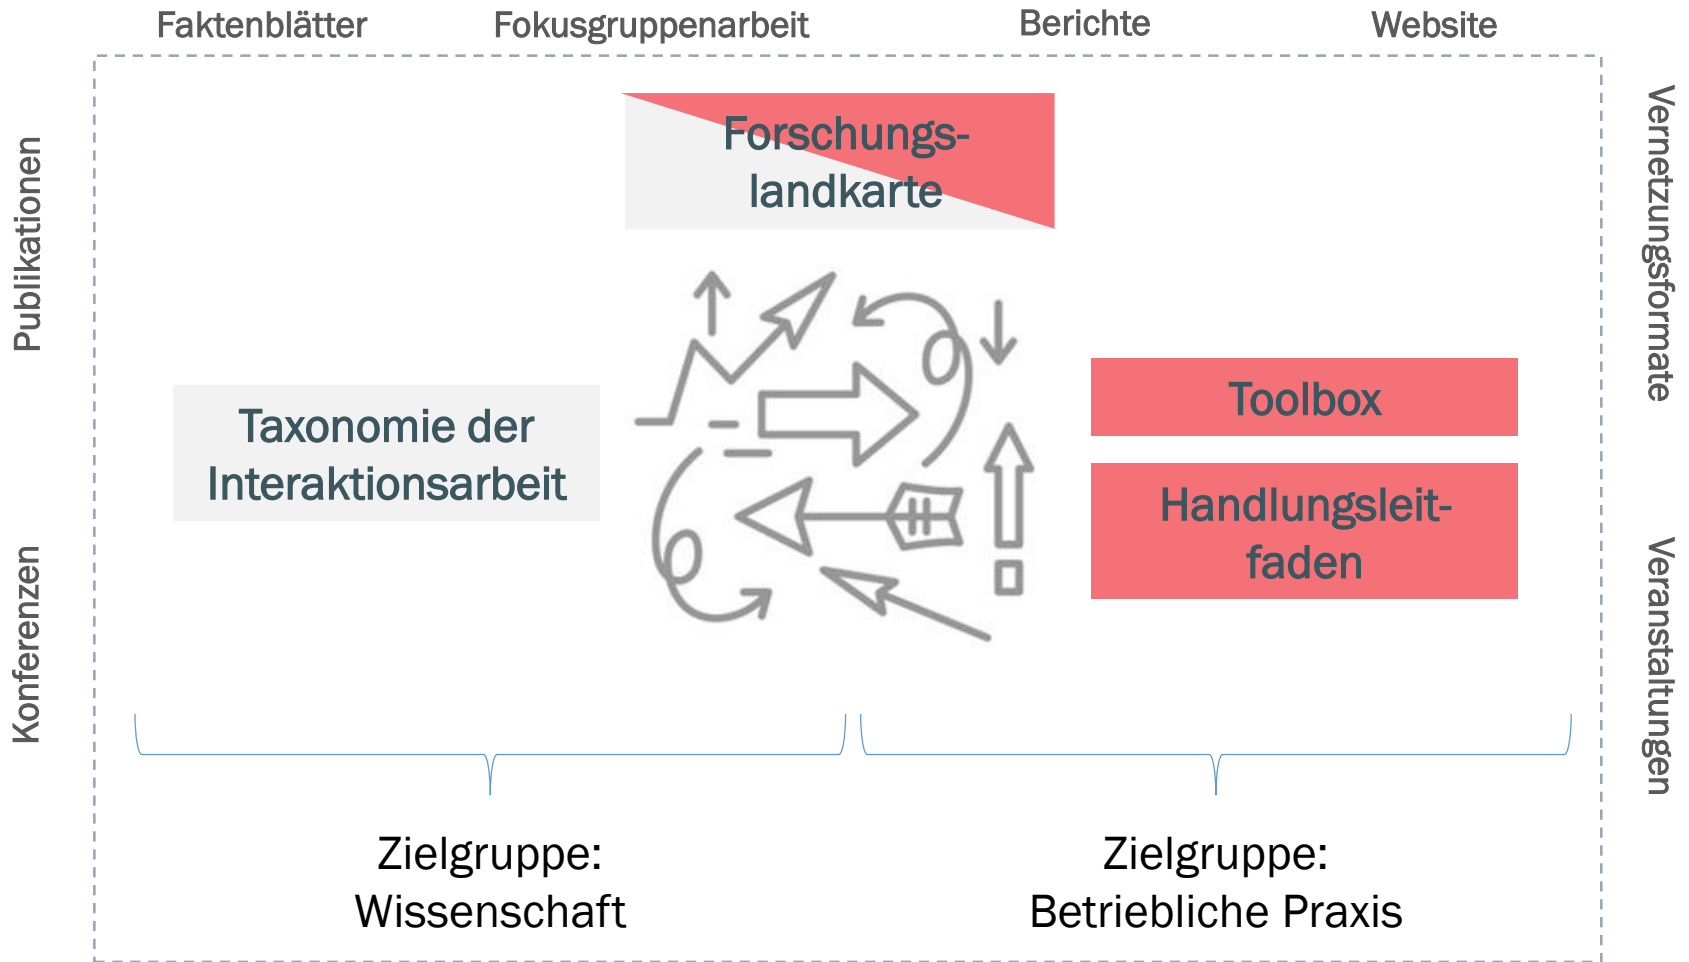 Faktenblätter
Fokusgruppenarbeit
Berichte
Website
Publikationen
Konferenzen
Vernetzungsformate
Veranstaltungen
Forschungs-
landkarte
Taxonomie der
Interaktionsarbeit
Toolbox
Handlungsleit-
faden
Zielgruppe:
Wissenschaft
Zielgruppe:
Betriebliche Praxis